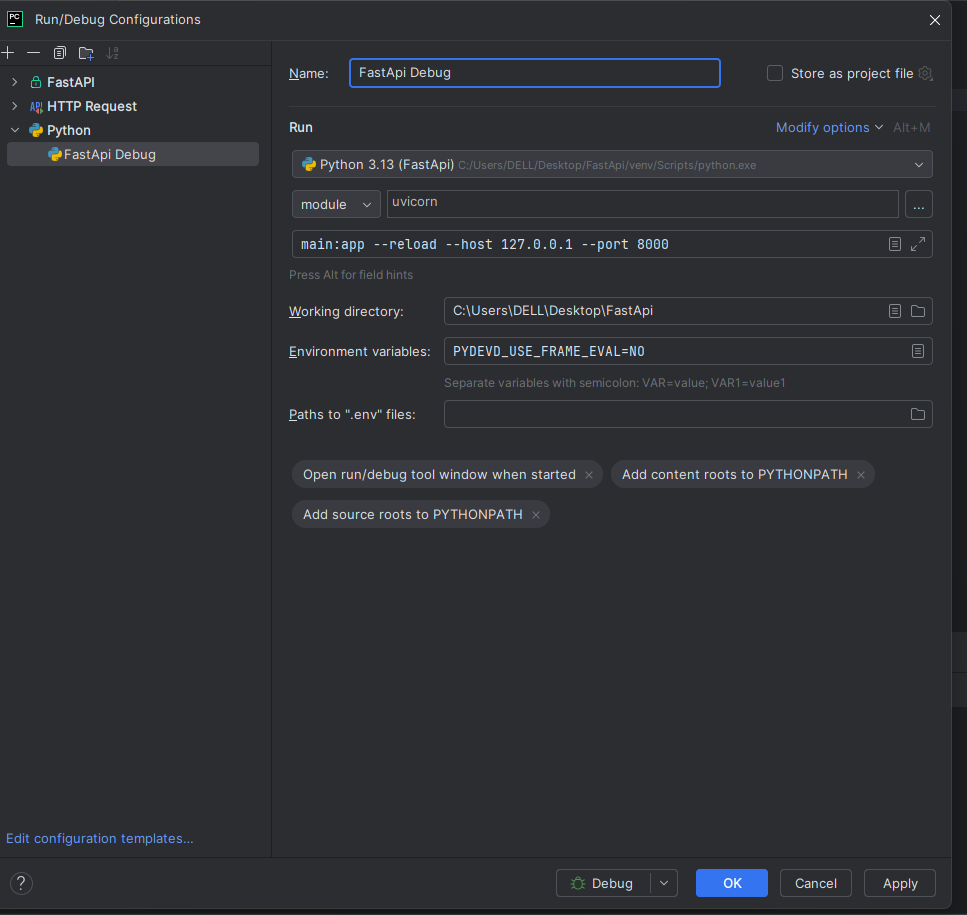 PC
Run/Debug Configurations
FastAPI
API HTTP Request
Python
FastApi Debug
Edit configuration templates...
?
Name:
FastApi Debug
Store as project file
Run
Modify options
Alt+M
Python 3.13 (FastApi) C:/Users/DELL/Desktop/FastApi/venv/Scripts/python.exe
module
uvicorn
...
main:app --reload --host 127.0.0.1 --port 8000
Press Alt for field hints
Working directory:
C:\Users\DELL\Desktop\FastApi
Environment variables:
PYDEVD_USE_FRAME_EVAL=NO
Separate variables with semicolon: VAR=value; VAR1=value1
Paths to ".env" files:
Open run/debug tool window when started ×
Add content roots to PYTHONPATH ×
Add source roots to PYTHONPATH ×
Debug
OK
Cancel
Apply